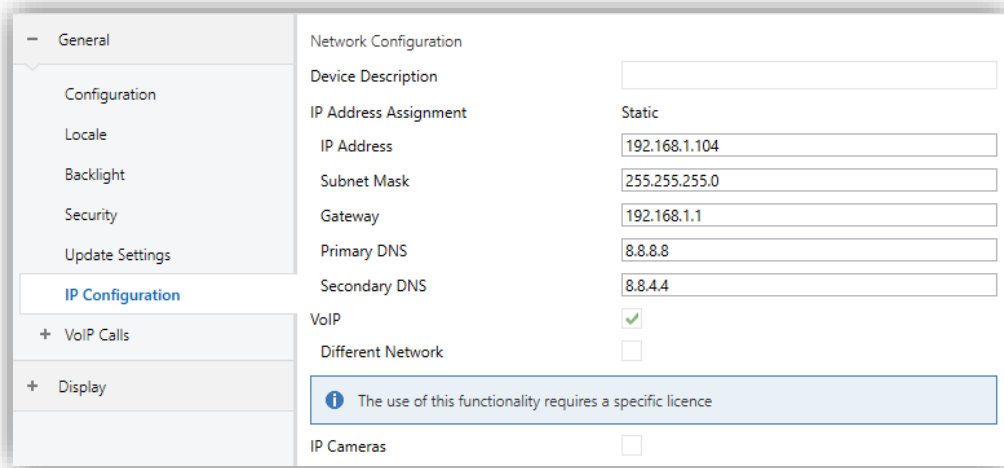 General
Configuration
Locale
Backlight
Security
Update Settings
IP Configuration
VoIP Calls
Display
Network Configuration
Device Description
IP Address Assignment Static
IP Address 192.168.1.104
Subnet Mask 255.255.255.0
Gateway 192.168.1.1
Primary DNS 8.8.8.8
Secondary DNS 8.8.4.4
VoIP
Different Network
The use of this functionality requires a specific licence
IP Cameras